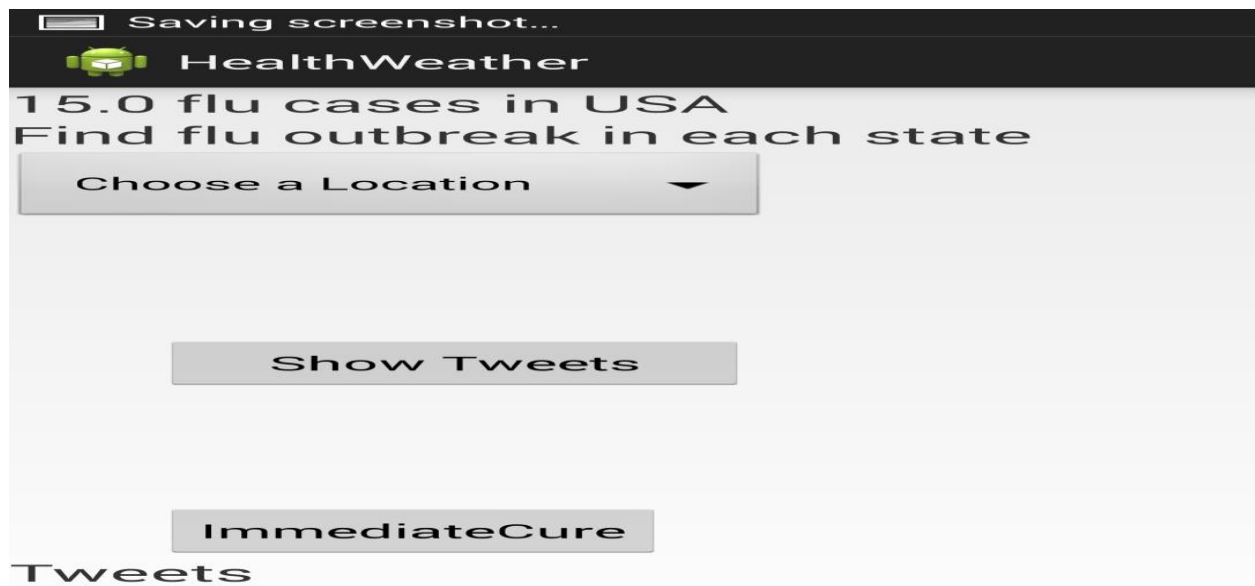 Saving screenshot...
HealthWeather
15.0 flu cases in USA
Find flu outbreak in each state
Choose a Location
Show Tweets
ImmediateCure
Tweets